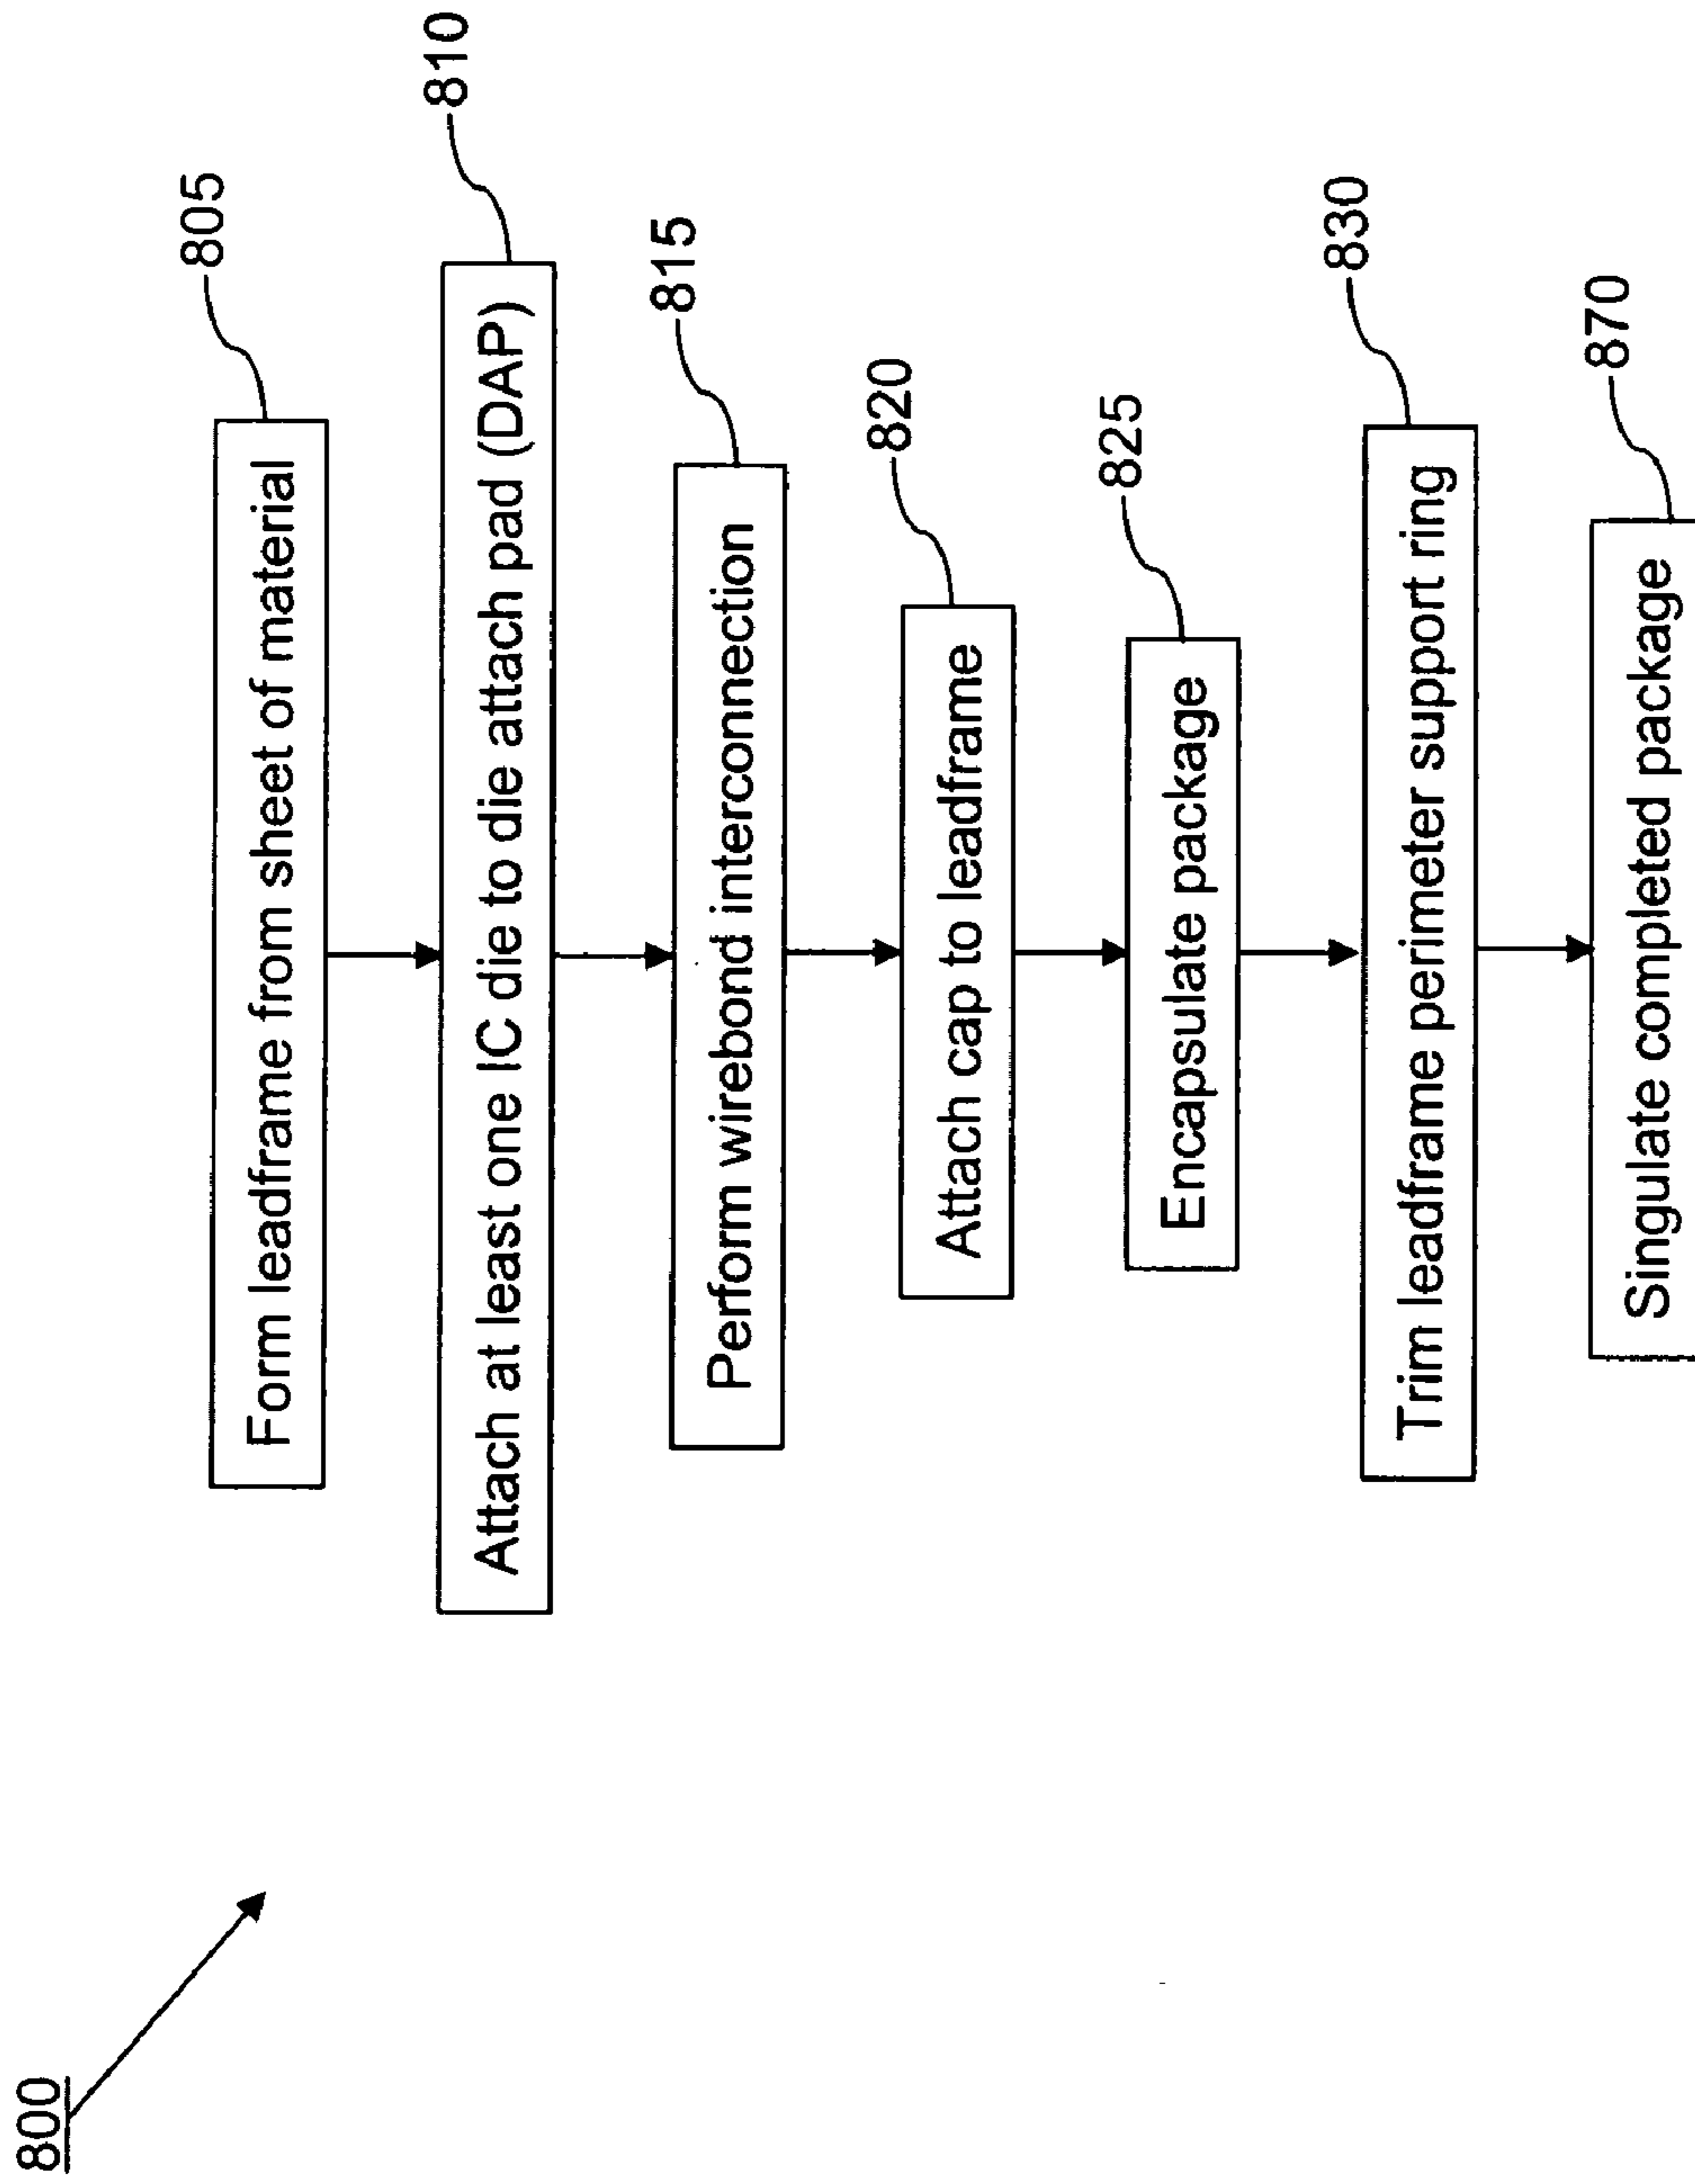 800
Form leadframe from sheet of material
805
Attach at least one IC die to die attach pad (DAP)
810
Perform wirebond interconnection
815
Attach cap to leadframe
820
Encapsulate package
825
Trim leadframe perimeter support ring
830
Singulate completed package
870